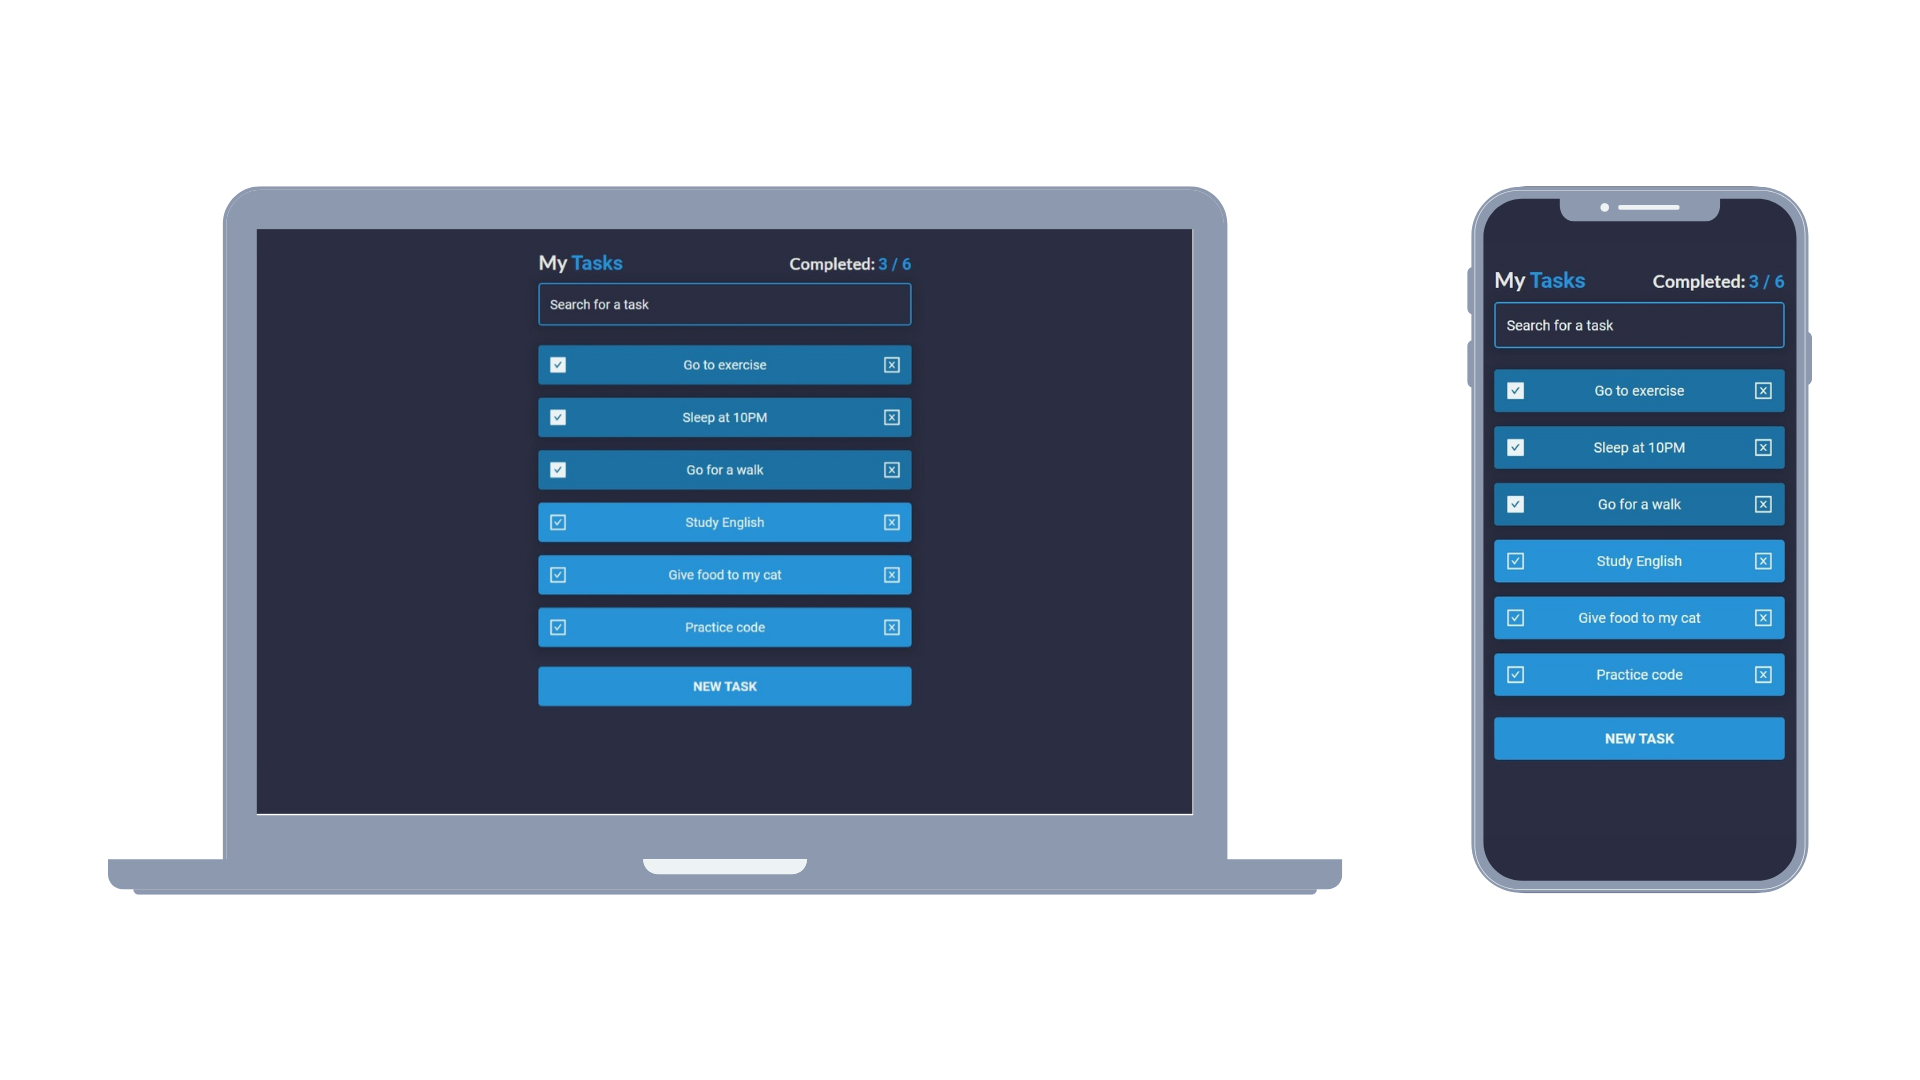 My Tasks Completed: 3 / 6
Search for a task
Go to exercise
Sleep at 10PM
Go for a walk
Study English
Give food to my cat
Practice code
NEW TASK
My Tasks Completed: 3 / 6
Search for a task
Go to exercise
Sleep at 10PM
Go for a walk
Study English
Give food to my cat
Practice code
NEW TASK